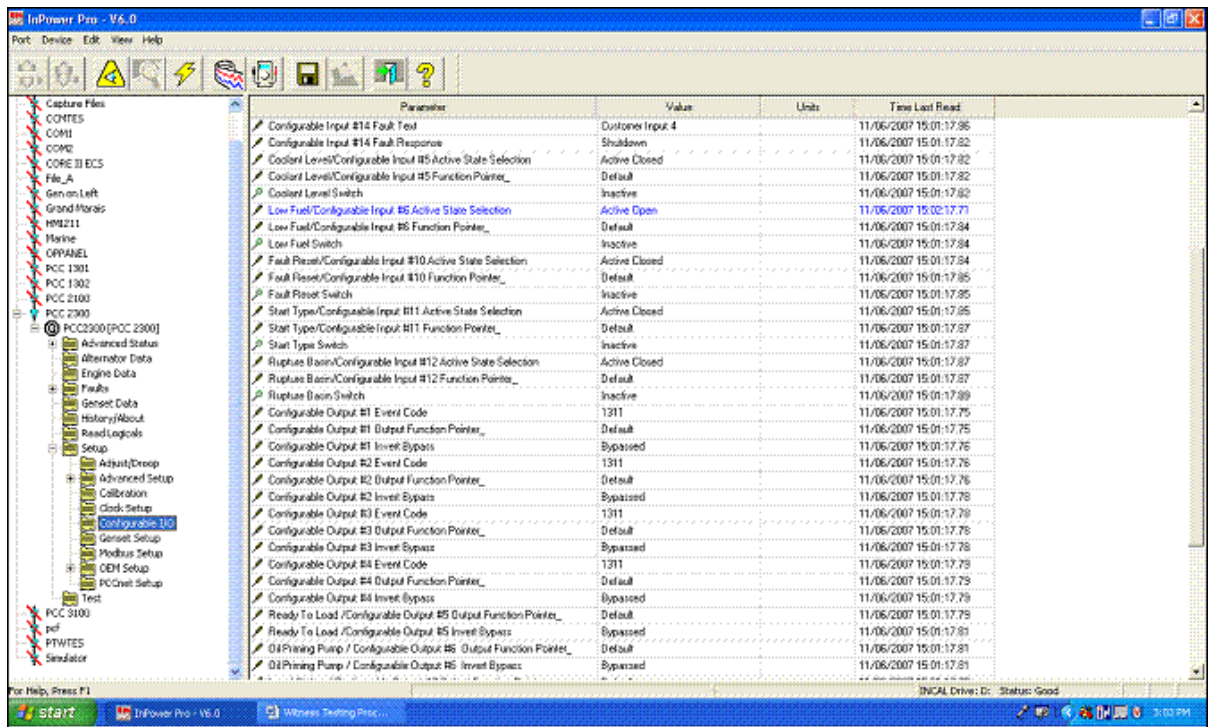 InPower Pro - V6.0
Port Device Edit View Help
Capture Files
CCMTES
COM1
COM2
CORE II ECS
File_A
Gen on Left
Grand Marais
HMI211
Marine
OPPANEL
PCC 1301
PCC 1302
PCC 2100
PCC 2300
PCC2300 [PCC 2300]
Advanced Status
Alternator Data
Engine Data
Faults
Genset Data
History/About
Read Logicals
Setup
Adjust/Droop
Advanced Setup
Calibration
Clock Setup
Configurable I/O
Genset Setup
Modbus Setup
OEM Setup
PCCnet Setup
Test
PCC 3100
pcf
PTWTES
Simulator
Parameter Value Units Time Last Read
Configurable Input #14 Fault Text Customer Input 4 11/06/2007 15:01:17.96
Configurable Input #14 Fault Response Shutdown 11/06/2007 15:01:17.82
Coolant Level/Configurable Input #5 Active State Selection Active Closed 11/06/2007 15:01:17.82
Coolant Level/Configurable Input #5 Function Pointer_ Default 11/06/2007 15:01:17.82
Coolant Level Switch Inactive 11/06/2007 15:01:17.82
Low Fuel/Configurable Input #6 Active State Selection Active Open 11/06/2007 15:02:17.71
Low Fuel/Configurable Input #6 Function Pointer_ Default 11/06/2007 15:01:17.84
Low Fuel Switch Inactive 11/06/2007 15:01:17.84
Fault Reset/Configurable Input #10 Active State Selection Active Closed 11/06/2007 15:01:17.84
Fault Reset/Configurable Input #10 Function Pointer_ Default 11/06/2007 15:01:17.85
Fault Reset Switch Inactive 11/06/2007 15:01:17.85
Start Type/Configurable Input #11 Active State Selection Active Closed 11/06/2007 15:01:17.85
Start Type/Configurable Input #11 Function Pointer_ Default 11/06/2007 15:01:17.87
Start Type Switch Inactive 11/06/2007 15:01:17.87
Rupture Basin/Configurable Input #12 Active State Selection Active Closed 11/06/2007 15:01:17.87
Rupture Basin/Configurable Input #12 Function Pointer_ Default 11/06/2007 15:01:17.87
Rupture Basin Switch Inactive 11/06/2007 15:01:17.89
Configurable Output #1 Event Code 1311 11/06/2007 15:01:17.75
Configurable Output #1 Output Function Pointer_ Default 11/06/2007 15:01:17.75
Configurable Output #1 Invert Bypass Bypassed 11/06/2007 15:01:17.76
Configurable Output #2 Event Code 1311 11/06/2007 15:01:17.76
Configurable Output #2 Output Function Pointer_ Default 11/06/2007 15:01:17.76
Configurable Output #2 Invert Bypass Bypassed 11/06/2007 15:01:17.78
Configurable Output #3 Event Code 1311 11/06/2007 15:01:17.78
Configurable Output #3 Output Function Pointer_ Default 11/06/2007 15:01:17.78
Configurable Output #3 Invert Bypass Bypassed 11/06/2007 15:01:17.78
Configurable Output #4 Event Code 1311 11/06/2007 15:01:17.79
Configurable Output #4 Output Function Pointer_ Default 11/06/2007 15:01:17.79
Configurable Output #4 Invert Bypass Bypassed 11/06/2007 15:01:17.79
Ready To Load /Configurable Output #5 Output Function Pointer_ Default 11/06/2007 15:01:17.79
Ready To Load /Configurable Output #5 Invert Bypass Bypassed 11/06/2007 15:01:17.81
Oil Priming Pump / Configurable Output #6 Output Function Pointer_ Default 11/06/2007 15:01:17.81
Oil Priming Pump / Configurable Output #6 Invert Bypass Bypassed 11/06/2007 15:01:17.81
For Help, Press F1 INCAL Drive: D: Status: Good
start InPower Pro - V6.0 Witness Testing Proc... 3:03 PM